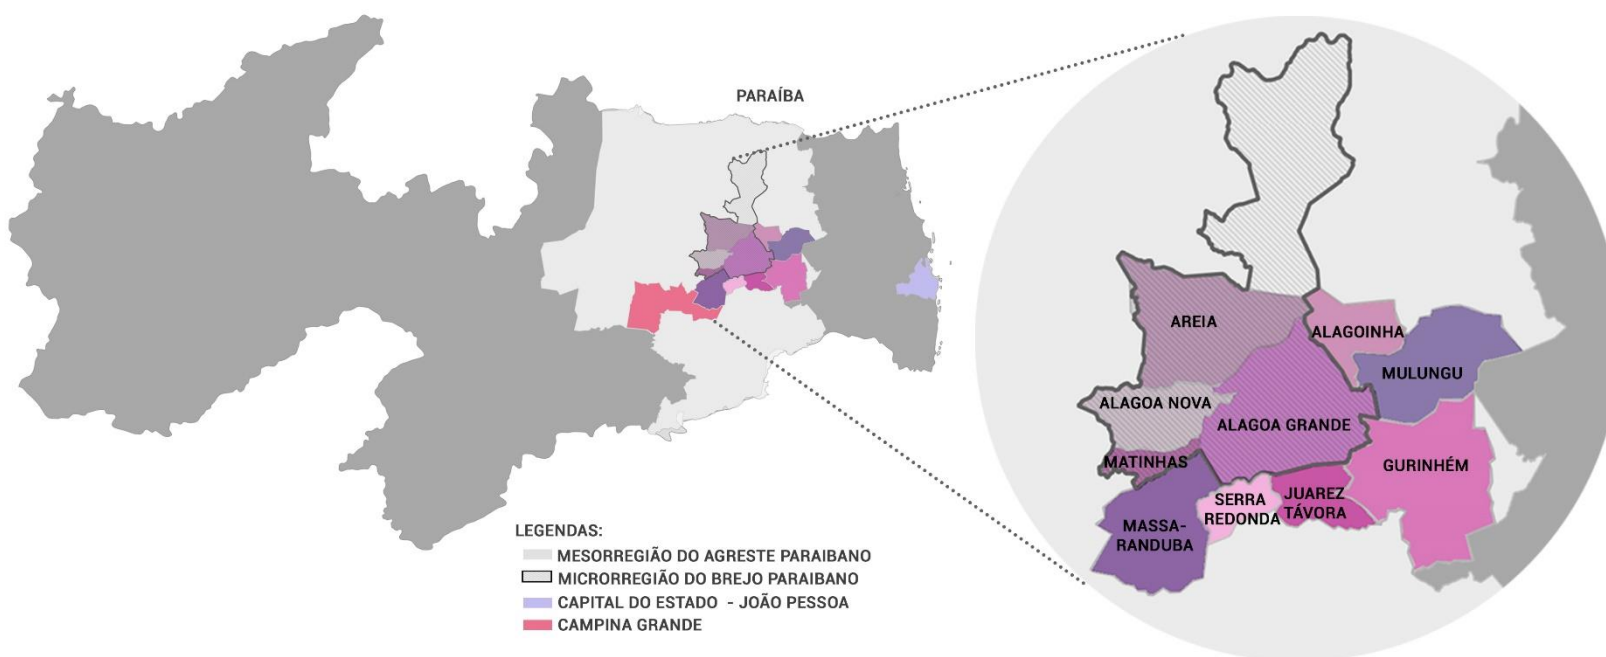 PARAÍBA
LEGENDAS:
MESORREGIÃO DO AGRESTE PARAIBANO
MICRORREGIÃO DO BREJO PARAIBANO
CAPITAL DO ESTADO - JOÃO PESSOA
CAMPINA GRANDE
AREIA
ALAGOINHA
MULUNGU
ALAGOA NOVA
ALAGOA GRANDE
MATINHAS
GURINHÉM
SERRA
REDONDA
JUAREZ
TÁVORA
MASSA-
RANDUBA